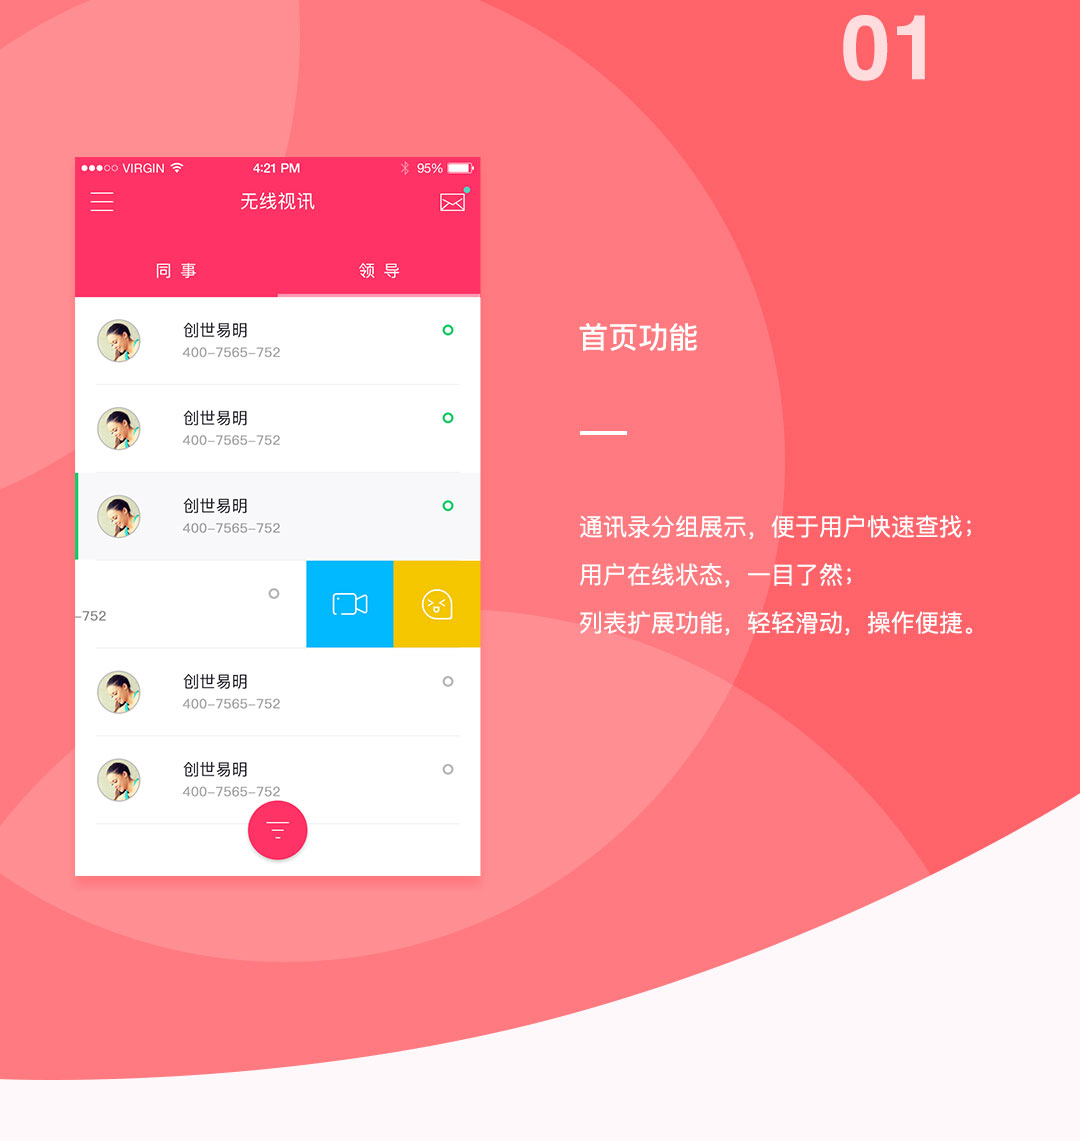 01
VIRGIN 4:21 PM 95%
无线视讯
同 事 领 导
创世易明
400-7565-752
创世易明
400-7565-752
创世易明
400-7565-752
-752
创世易明
400-7565-752
创世易明
400-7565-752
首页功能
通讯录分组展示，便于用户快速查找；
用户在线状态，一目了然；
列表扩展功能，轻轻滑动，操作便捷。